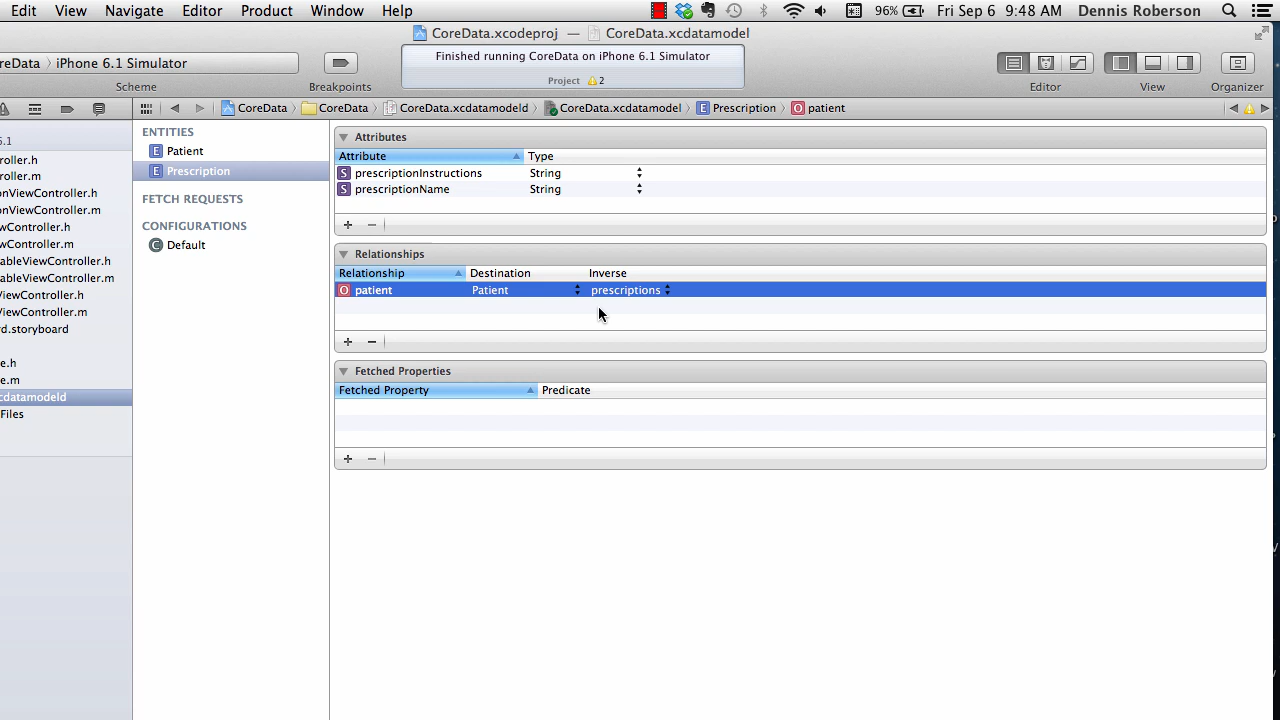 Edit View Navigate Editor Product Window Help 96% Fri Sep 6 9:48 AM Dennis Roberson
CoreData.xcodeproj — CoreData.xcdatamodel
eData iPhone 6.1 Simulator
Finished running CoreData on iPhone 6.1 Simulator
Project 2
Scheme Breakpoints Editor View Organizer
CoreData CoreData CoreData.xcdatamodeld CoreData.xcdatamodel E Prescription O patient
6.1
roller.h
roller.m
onViewController.h
onViewController.m
wController.h
wController.m
ableViewController.h
ableViewController.m
ViewController.h
ViewController.m
rd.storyboard
e.h
e.m
cdatamodeld
Files
ENTITIES
E Patient
E Prescription
FETCH REQUESTS
CONFIGURATIONS
C Default
Attributes
Attribute Type
S prescriptionInstructions String
S prescriptionName String
+ −
Relationships
Relationship Destination Inverse
O patient Patient prescriptions
+ −
Fetched Properties
Fetched Property Predicate
+ −